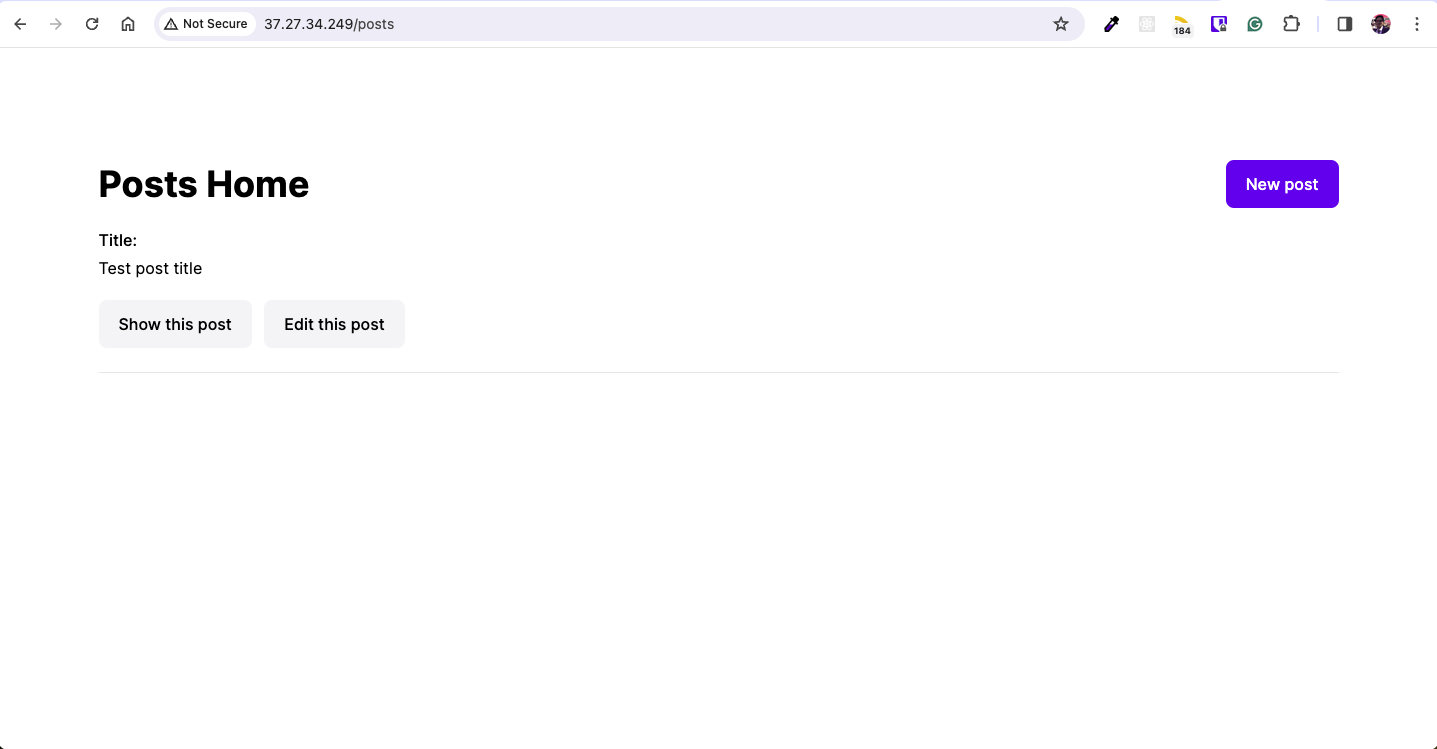 Not Secure 37.27.34.249/posts
184
Posts Home
New post
Title:
Test post title
Show this post Edit this post